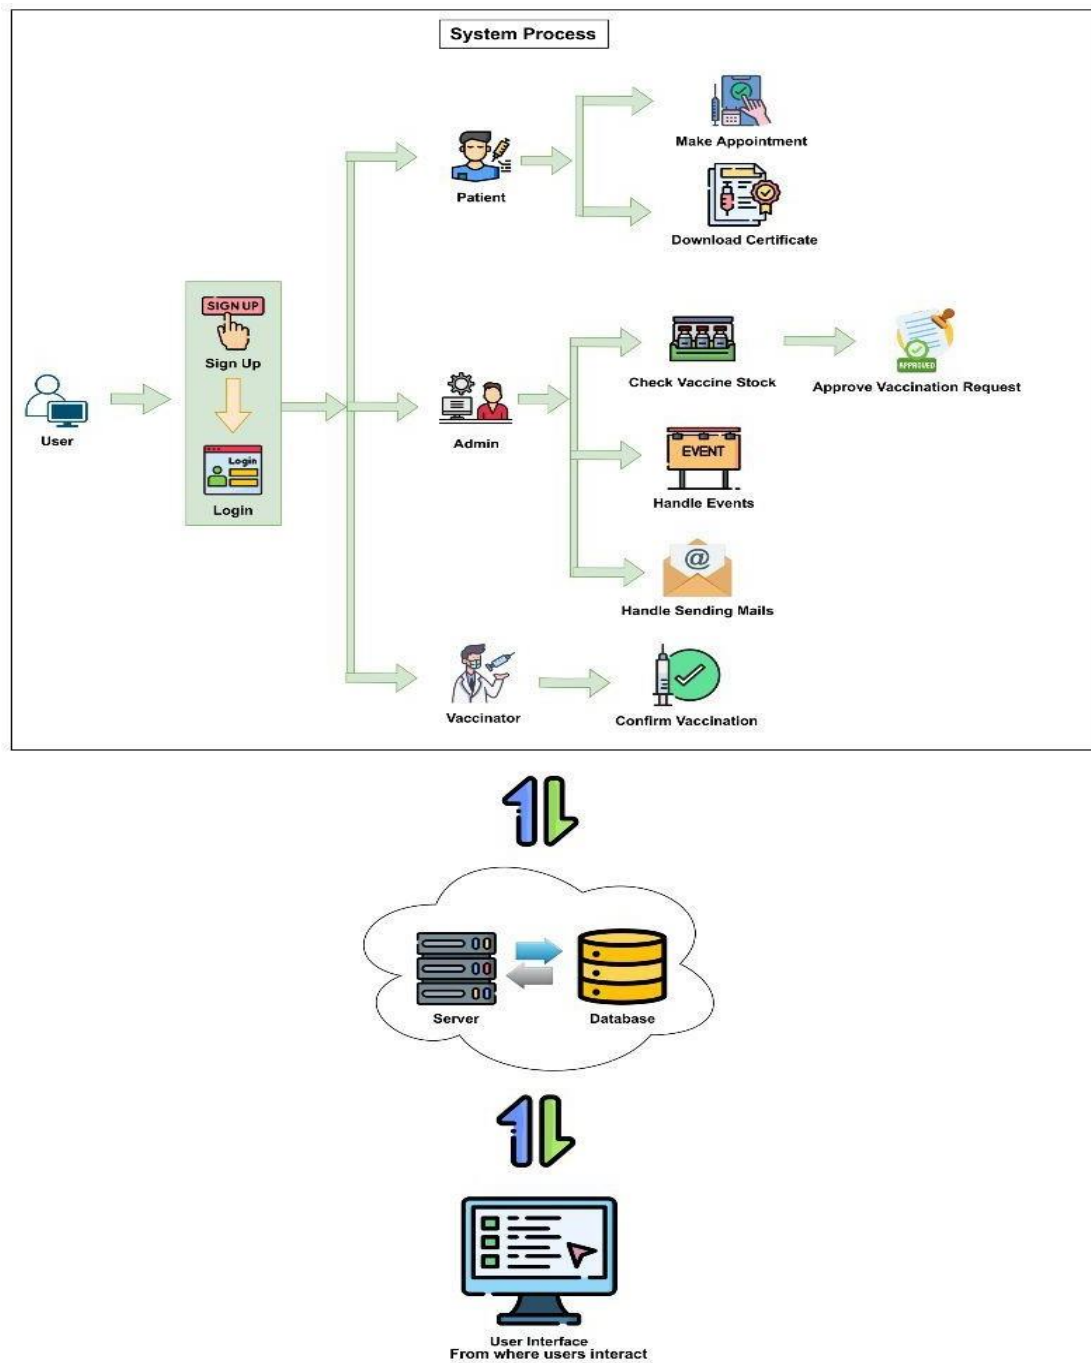 System Process
Make Appointment
Patient
Download Certificate
SIGN UP
Sign Up
Check Vaccine Stock
APPROVED
Approve Vaccination Request
User
Admin
EVENT
Login
Login
Handle Events
@
Handle Sending Mails
Vaccinator
Confirm Vaccination
Server
Database
User Interface
From where users interact